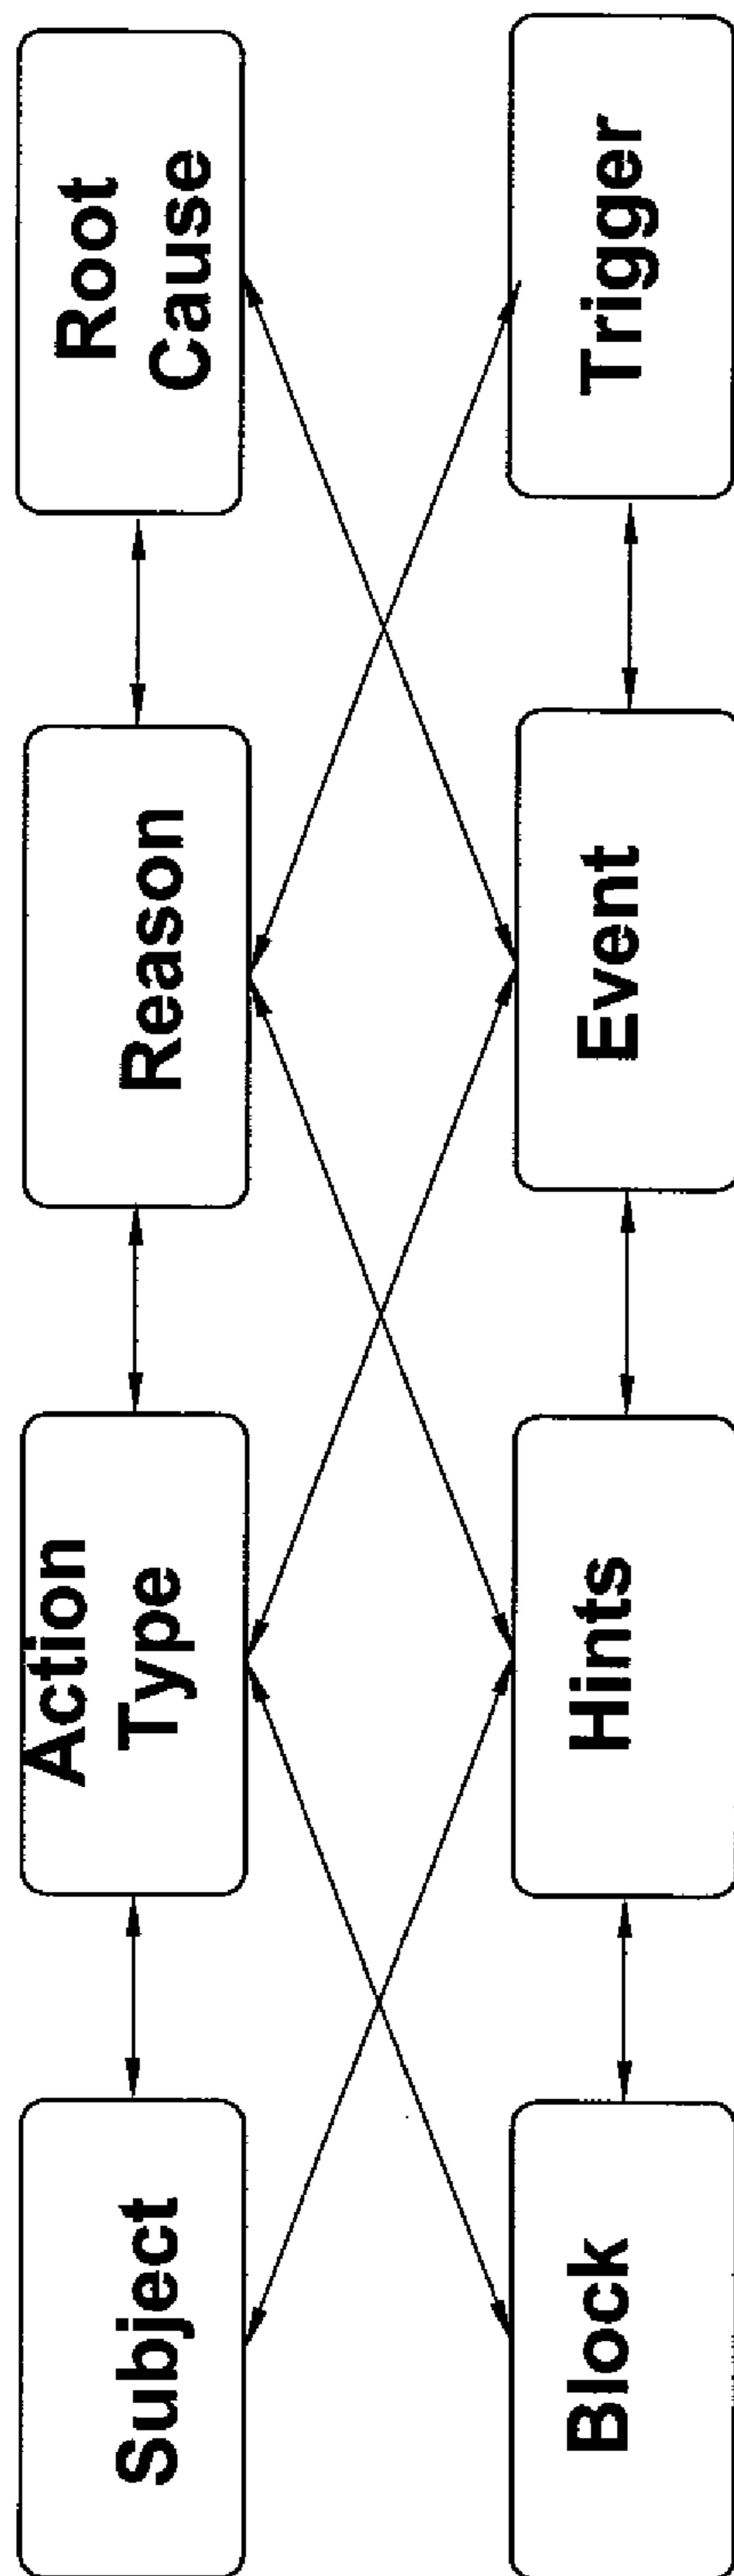 Subject
Action
Type
Reason
Root
Cause
Block
Hints
Event
Trigger